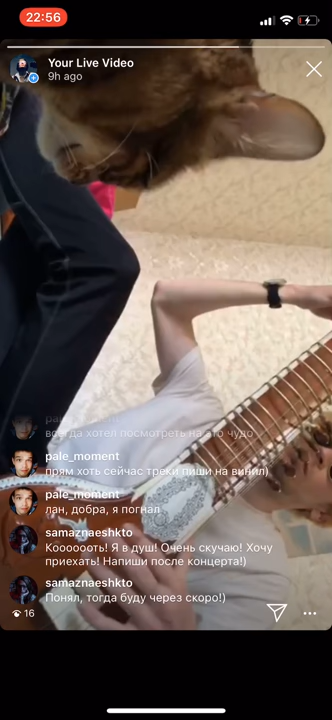 22:56
Your Live Video
9h ago
всегда хотел посмотреть на это чудо
pale_moment
прям хоть сейчас треки пиши на винил)
pale_moment
лан, добра, я погнал
samaznaeshkto
Коооооть! Я в душ! Очень скучаю! Хочу
приехать! Напиши после концерта!)
samaznaeshkto
Понял, тогда буду через скоро!)
16